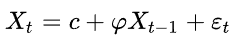 X_t = c + φX_{t−1} + ε_t